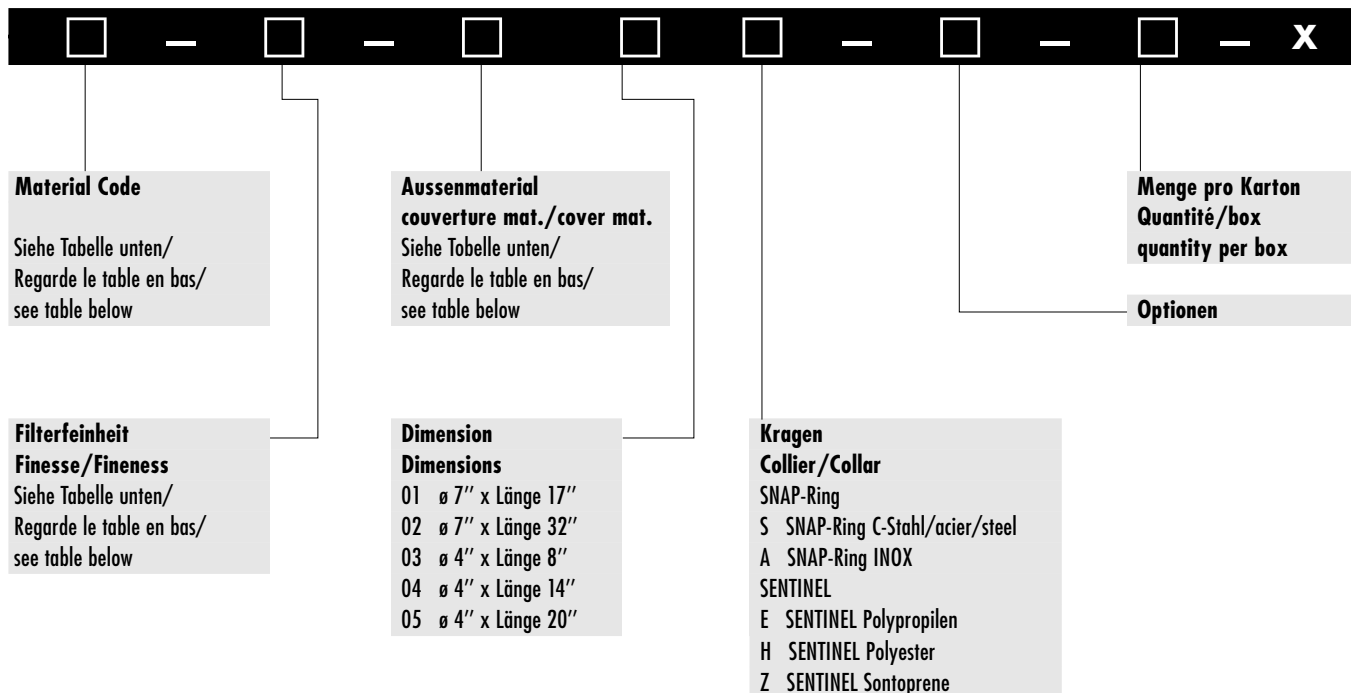 – – – – X
Material Code
Siehe Tabelle unten/
Regarde le table en bas/
see table below
Aussenmaterial
couverture mat./cover mat.
Siehe Tobelle unten/
Regarde le table en bas/
see table below
Menge pro Karton
Quantité/box
quantity per box
Optionen
Filterfeinheit
Finesse/Fineness
Siehe Tabelle unten/
Regarde le table en bas/
see table below
Dimension
Dimensions
01 ø 7’’ x Länge 17’’
02 ø 7’’ x Länge 32’’
03 ø 4’’ x Länge 8’’
04 ø 4’’ x Länge 14’’
05 ø 4’’ x Länge 20’’
Kragen
Collier/Collar
SNAP-Ring
S SNAP-Ring C-Stahl/acier/steel
A SNAP-Ring INOX
SENTINEL
E SENTINEL Polypropilen
H SENTINEL Polyester
Z SENTINEL Sontoprene